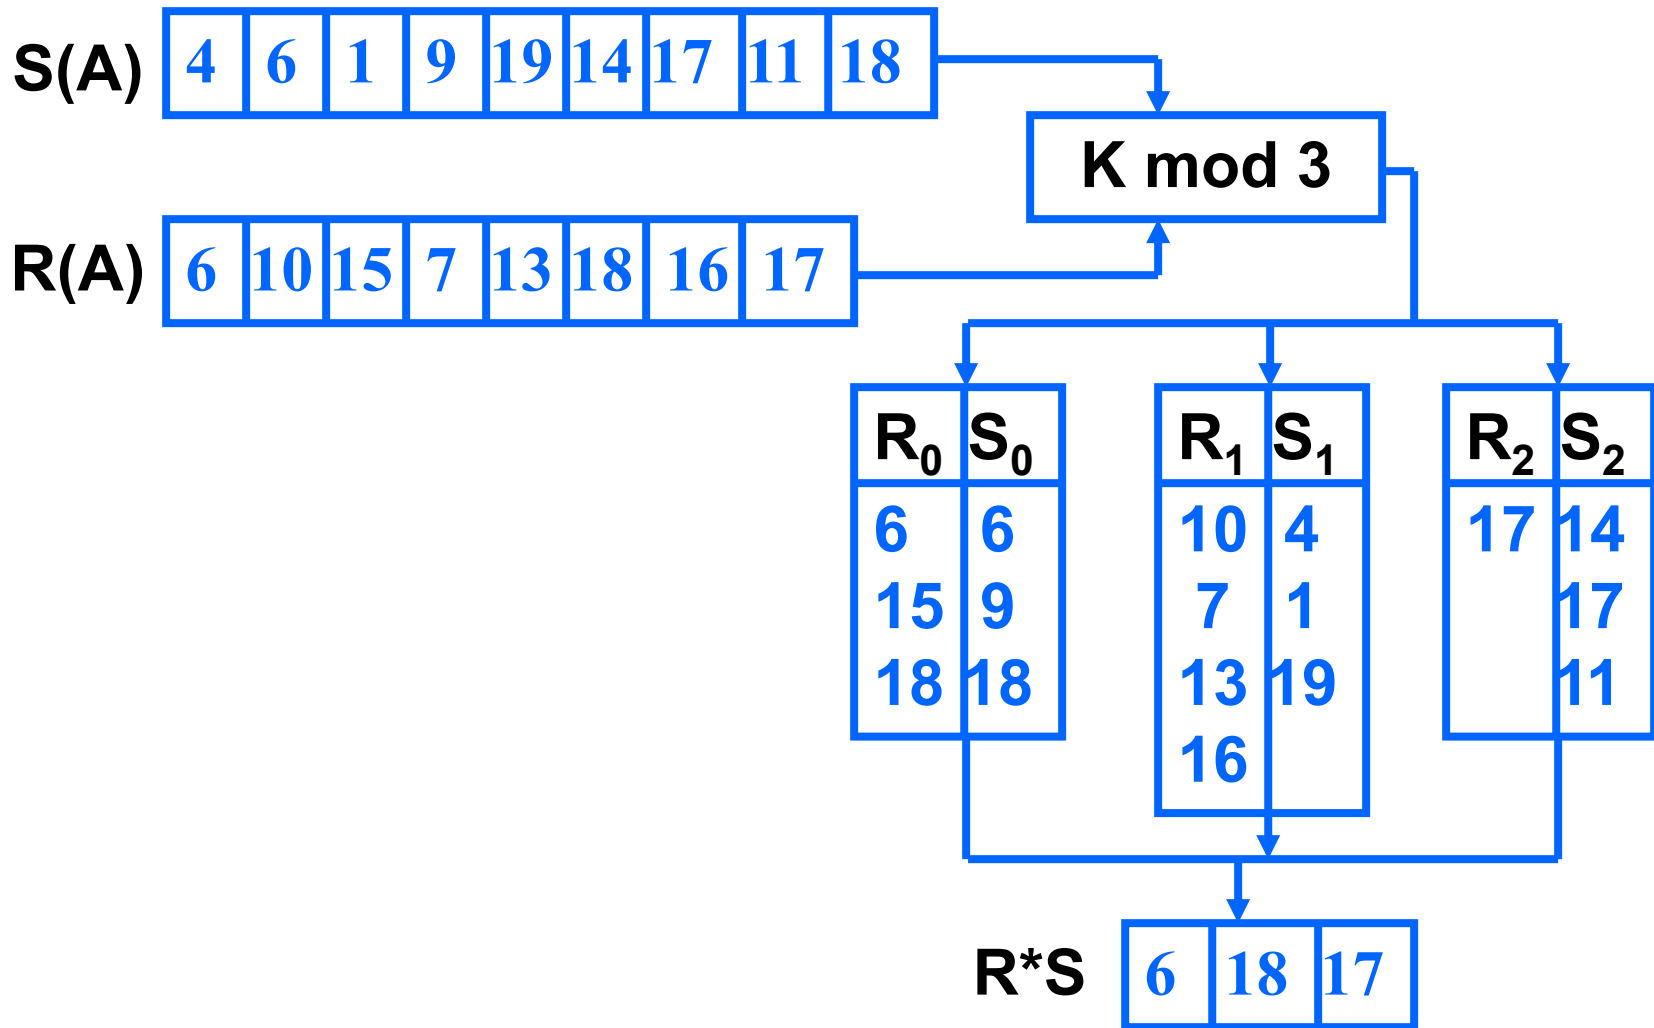 S(A) 4 6 1 9 19 14 17 11 18
K mod 3
R(A) 6 10 15 7 13 18 16 17
R₀ S₀ R₁ S₁ R₂ S₂
6 6 10 4 17 14
15 9 7 1 17
18 18 13 19 11
16
R*S 6 18 17